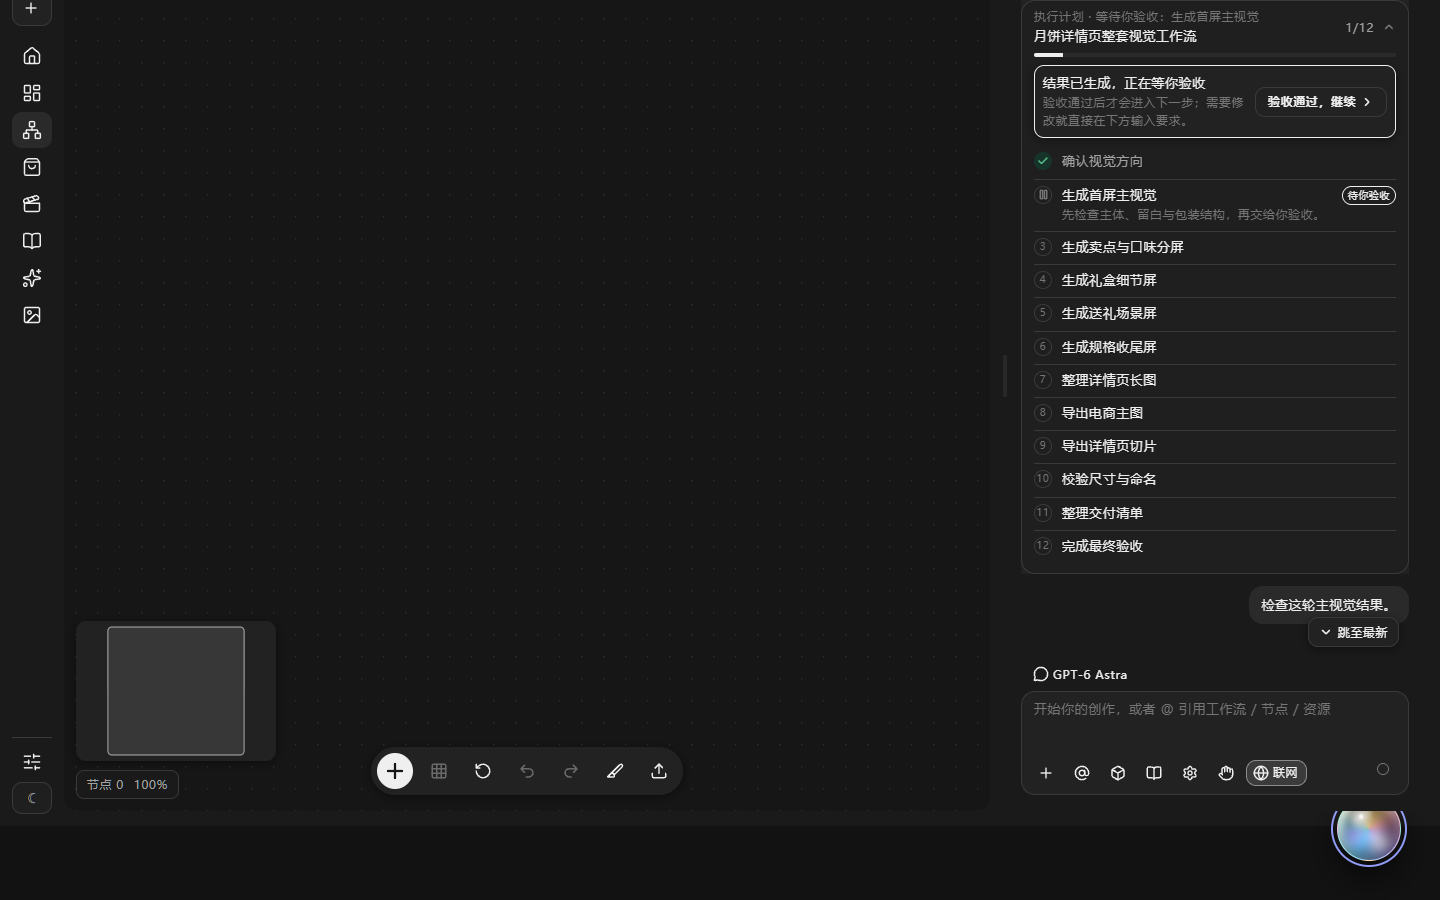 执行计划 · 等待你验收：生成首屏主视觉
月饼详情页整套视觉工作流
1/12
结果已生成，正在等你验收
验收通过后才会进入下一步；需要修
改就直接在下方输入要求。
验收通过，继续
确认视觉方向
生成首屏主视觉
待你验收
先检查主体、留白与包装结构，再交给你验收。
3 生成卖点与口味分屏
4 生成礼盒细节屏
5 生成送礼场景屏
6 生成规格收尾屏
7 整理详情页长图
8 导出电商主图
9 导出详情页切片
10 校验尺寸与命名
11 整理交付清单
12 完成最终验收
检查这轮主视觉结果。
跳至最新
GPT-6 Astra
开始你的创作，或者 @ 引用工作流 / 节点 / 资源
联网
节点 0 100%